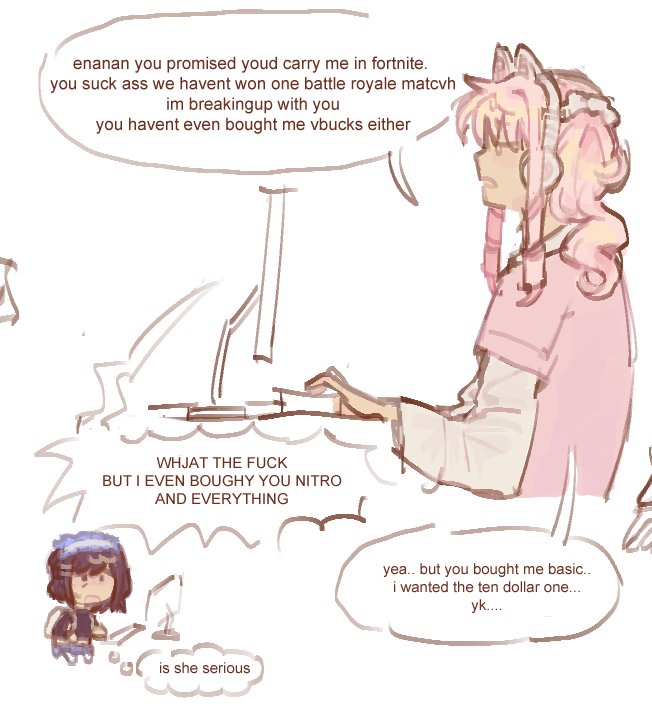 enanan you promised youd carry me in fortnite.
you suck ass we havent won one battle royale matcvh
im breakingup with you
you havent even bought me vbucks either
WHJAT THE FUCK
BUT I EVEN BOUGHY YOU NITRO
AND EVERYTHING
yea.. but you bought me basic..
i wanted the ten dollar one...
yk....
is she serious